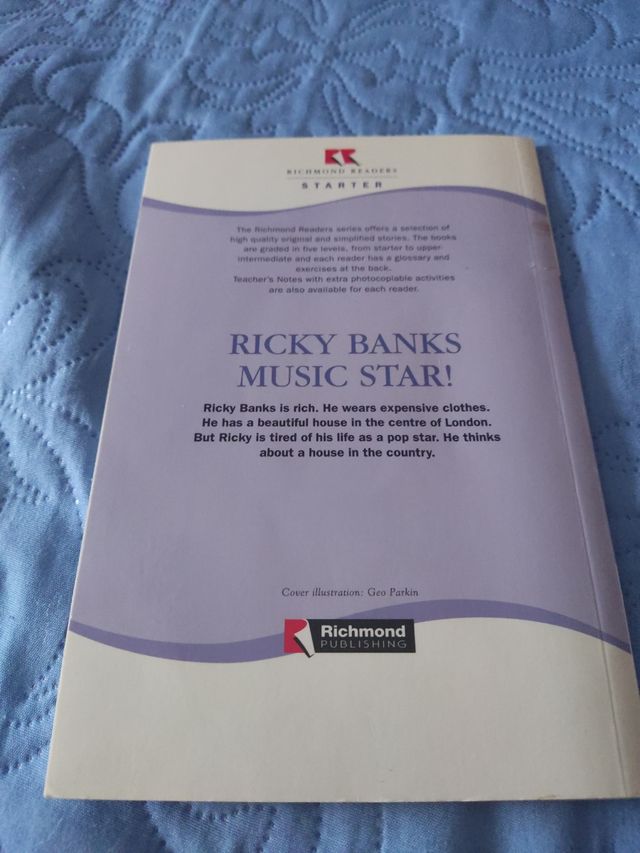 RICHMOND READERS
STARTER
The Richmond Readers series offers a selection of
high quality original and simplified stories. The books
are graded in five levels, from starter to upper-
intermediate and each reader has a glossary and
exercises at the back.
Teacher's Notes with extra photocopiable activities
are also available for each reader.
RICKY BANKS
MUSIC STAR!
Ricky Banks is rich. He wears expensive clothes.
He has a beautiful house in the centre of London.
But Ricky is tired of his life as a pop star. He thinks
about a house in the country.
Cover illustration: Geo Parkin
Richmond
PUBLISHING